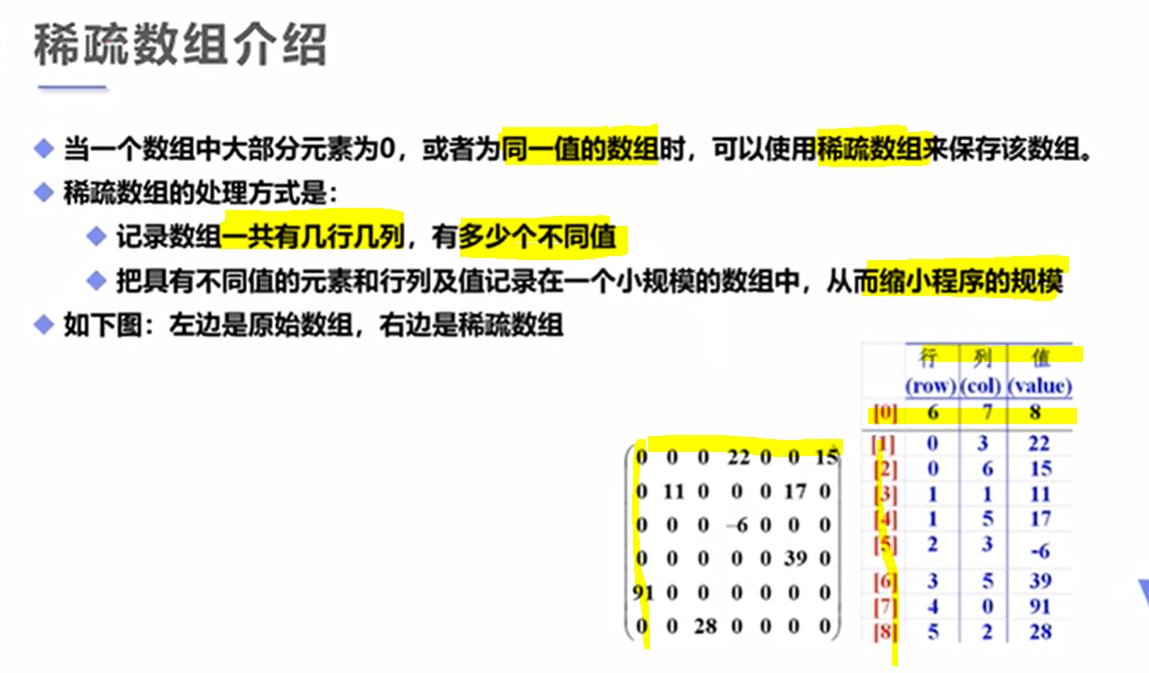 稀疏数组介绍
当一个数组中大部分元素为0，或者为同一值的数组时，可以使用稀疏数组来保存该数组。
稀疏数组的处理方式是：
记录数组一共有几行几列，有多少个不同值
把具有不同值的元素和行列及值记录在一个小规模的数组中，从而缩小程序的规模
如下图：左边是原始数组，右边是稀疏数组
0 0 0 22 0 0 15
0 11 0 0 0 17 0
0 0 0 -6 0 0 0
0 0 0 0 0 39 0
91 0 0 0 0 0 0
0 0 28 0 0 0 0
行 列 值
(row) (col) (value)
[0] 6 7 8
[1] 0 3 22
[2] 0 6 15
[3] 1 1 11
[4] 1 5 17
[5] 2 3 -6
[6] 3 5 39
[7] 4 0 91
[8] 5 2 28